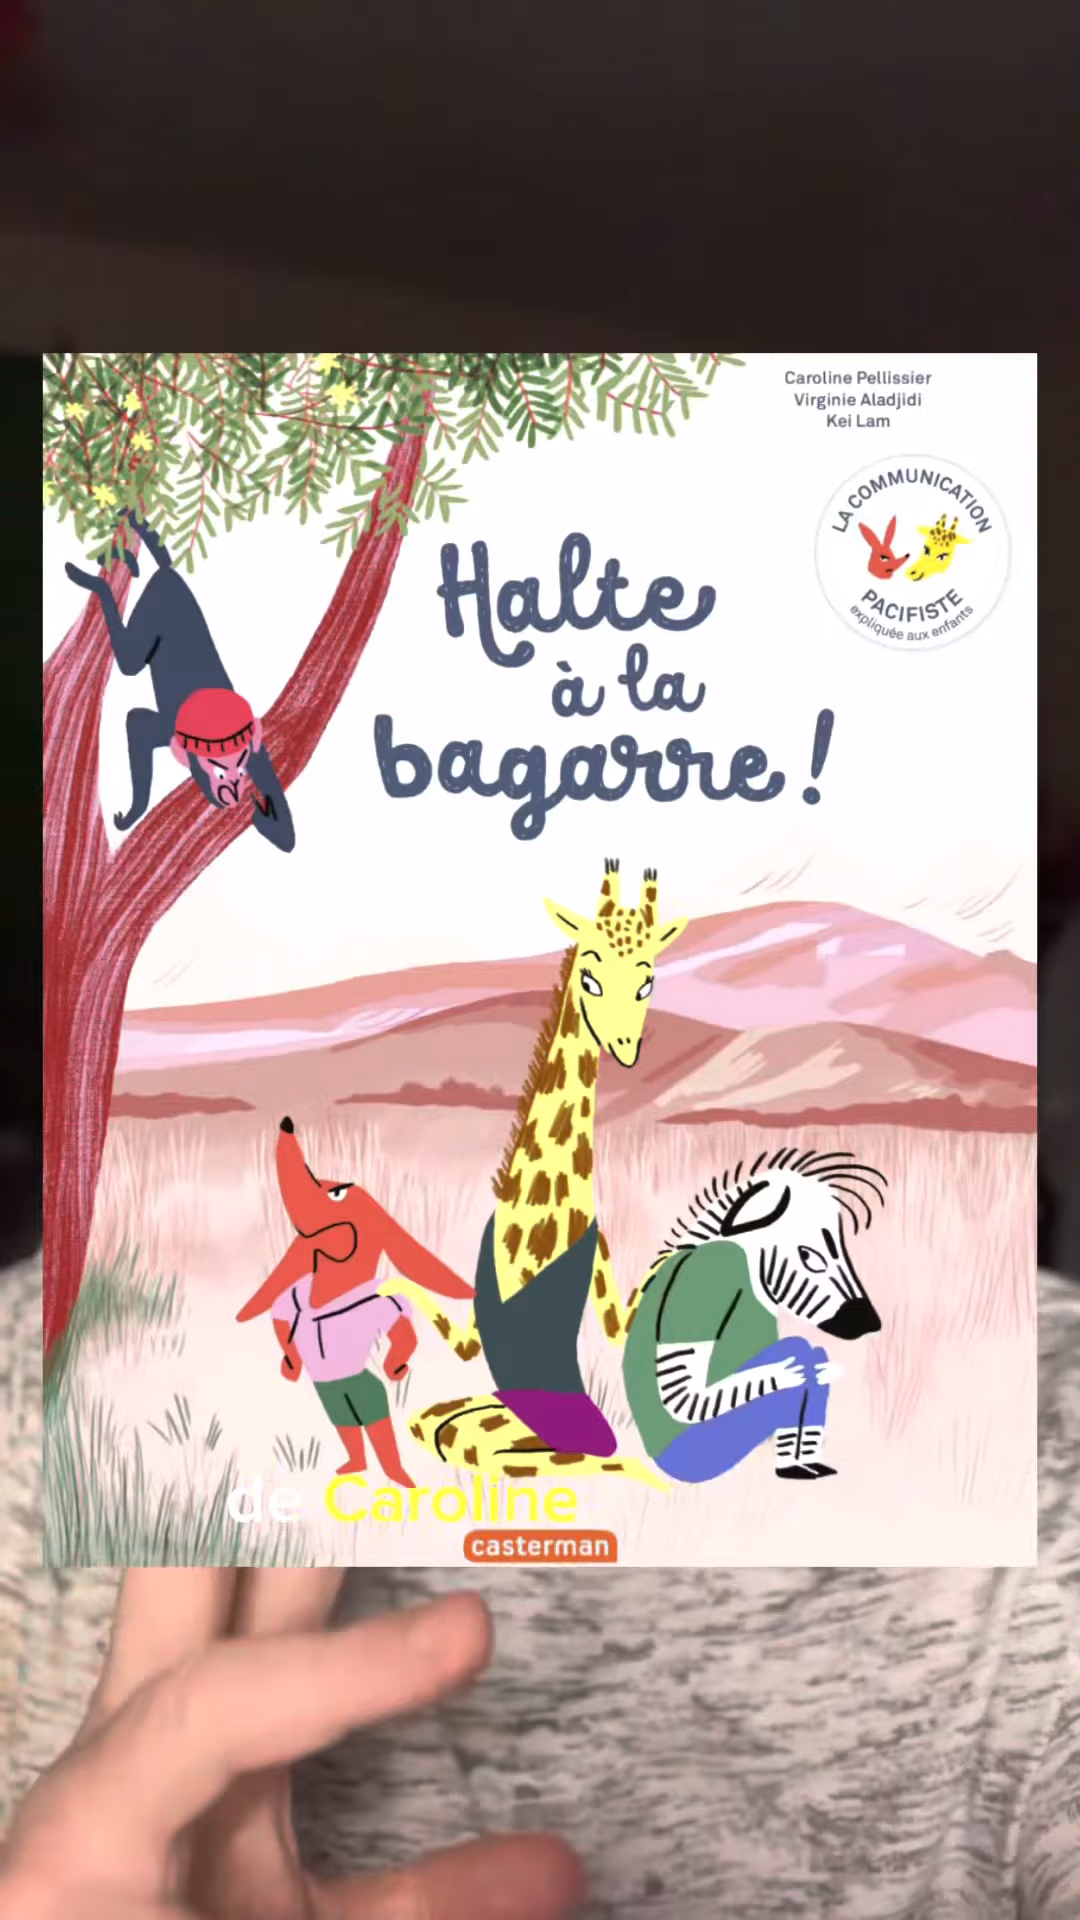 Caroline Pellissier
Virginie Aladjidi
Kei Lam
LA COMMUNICATION
PACIFISTE
expliquée aux enfants
Halte
à la
bagarre !
de Caroline
casterman